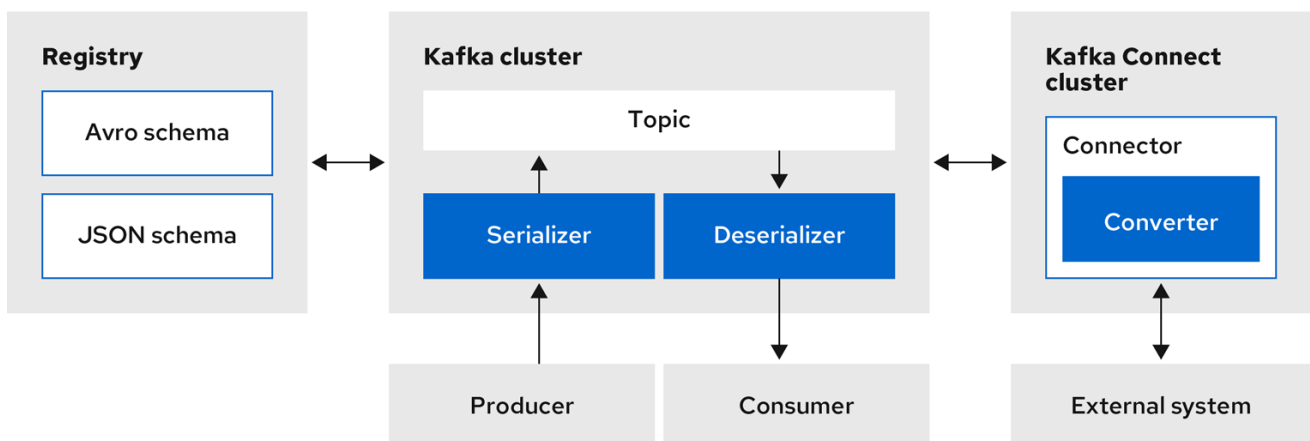 Registry
Avro schema
JSON schema
Kafka cluster
Topic
Serializer
Deserializer
Producer
Consumer
Kafka Connect
cluster
Connector
Converter
External system